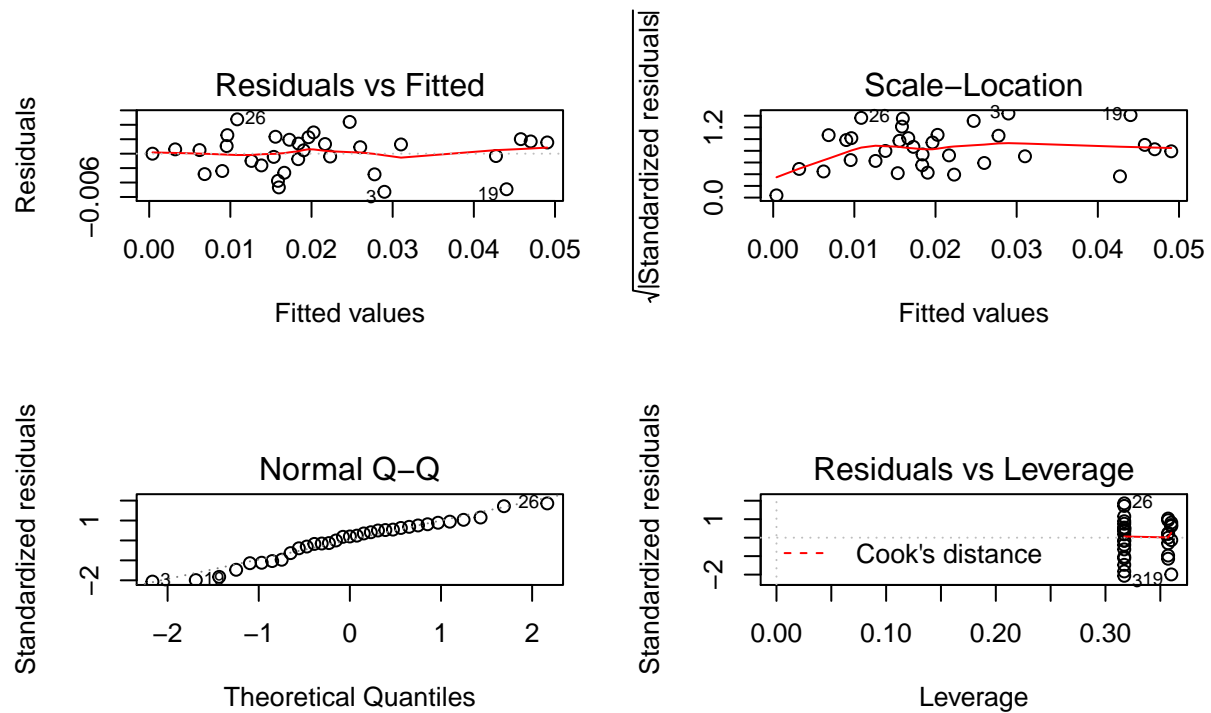 Residuals vs Fitted
Residuals
−0.006
26
3
19
0.00 0.01 0.02 0.03 0.04 0.05
Fitted values
Scale−Location
√|Standardized residuals|
0.0 1.2
26
3
19
0.00 0.01 0.02 0.03 0.04 0.05
Fitted values
Normal Q−Q
Standardized residuals
−2 1
3
26
−2 −1 0 1 2
Theoretical Quantiles
Residuals vs Leverage
Standardized residuals
−2 1
26
Cook's distance
319
0.00 0.10 0.20 0.30
Leverage